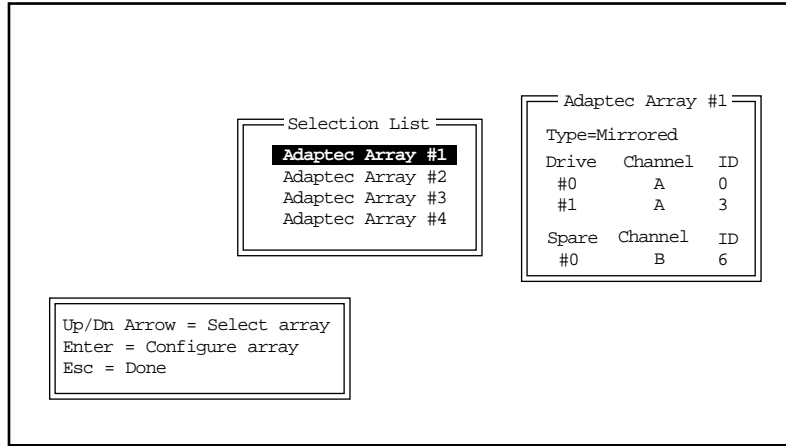 Selection List
Adaptec Array #1
Adaptec Array #2
Adaptec Array #3
Adaptec Array #4
Adaptec Array #1
Type=Mirrored
Drive Channel ID
#0 A 0
#1 A 3
Spare Channel ID
#0 B 6
Up/Dn Arrow = Select array
Enter = Configure array
Esc = Done